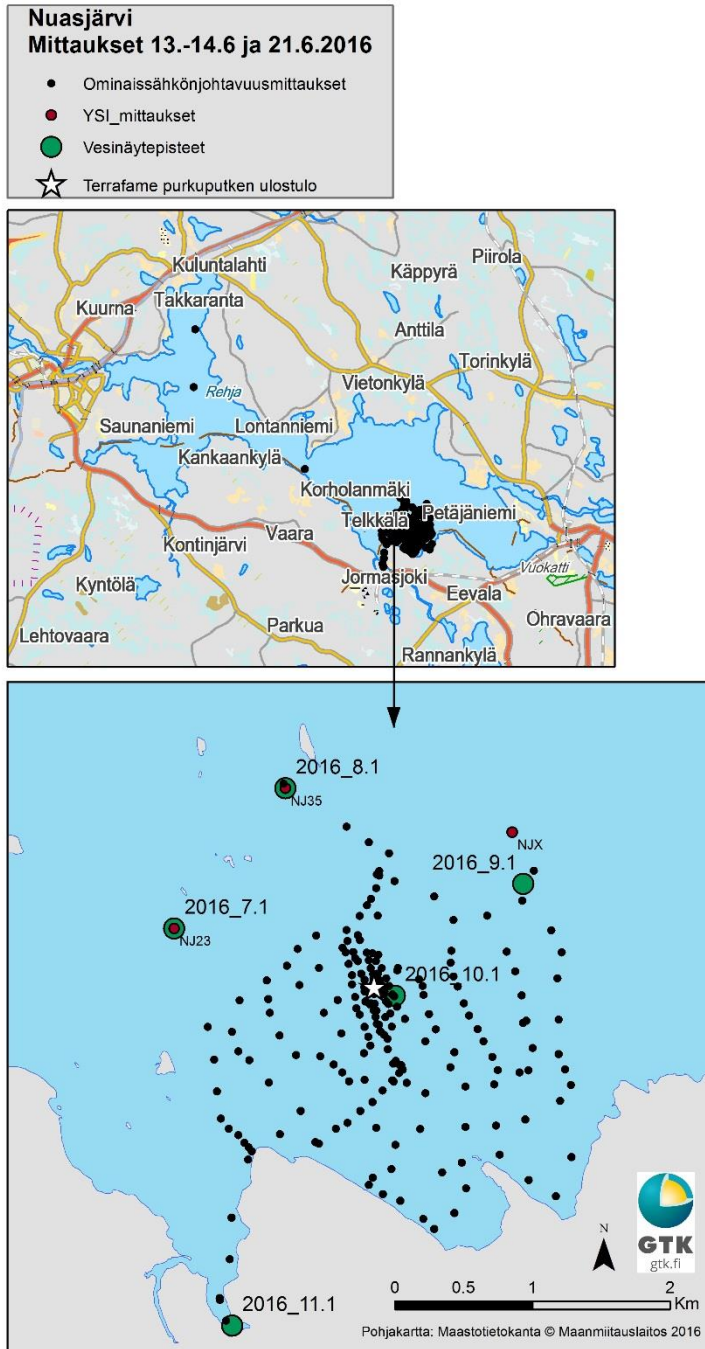 Nuasjärvi
Mittaukset 13.-14.6 ja 21.6.2016
Ominaissähkönjohtavuusmittaukset
YSI_mittaukset
Vesinäytepisteet
Terrafame purkuputken ulostulo
Kuluntalahti
Käppyrä
Piirola
Takkaranta
Kuurna
Anttila
Torinkylä
Vietonkylä
Rehja
Saunaniemi
Lontanniemi
Kankaankylä
Korholanmäki
Telkkälä
Petäjäniemi
Vaara
Kontinjärvi
Jormasjöki
Vuokatti
Eevala
Kyntölä
Öhravaara
Parkua
Lehtovaara
Rannankylä
2016_8.1
NJ35
NJX
2016_9.1
2016_7.1
NJ23
2016_10.1
GTK
gtk.fi
N
0 0.5 1 2
Km
2016_11.1
Pohjakartta: Maastotietokanta © Maanmiitauslaitos 2016